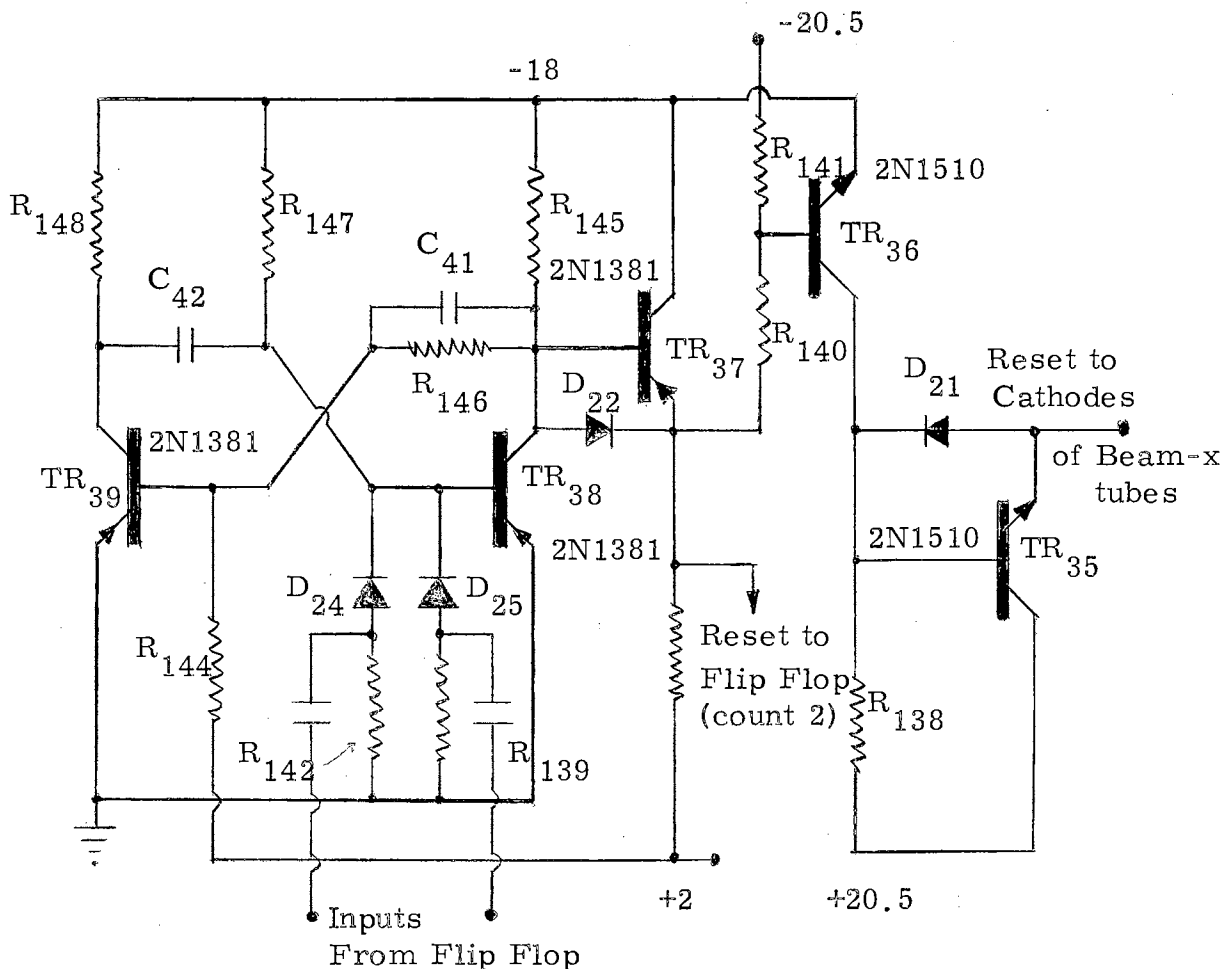 -20.5
-18
R141
2N1510
R148
R147
R145
C41
2N1381
TR36
C42
R140
TR37
R146
D22
D21
Reset to
Cathodes
of Beam-x
tubes
2N1381
TR39
TR38
2N1381
2N1510
TR35
D24
D25
R144
Reset to
Flip Flop
(count 2)
R138
R142
R139
+2
+20.5
Inputs
From Flip Flop